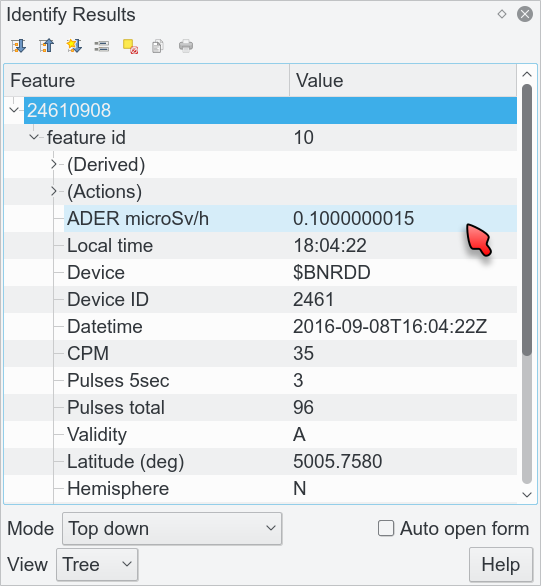 Identify Results
Feature Value
24610908
feature id 10
(Derived)
(Actions)
ADER microSv/h 0.1000000015
Local time 18:04:22
Device $BNRDD
Device ID 2461
Datetime 2016-09-08T16:04:22Z
CPM 35
Pulses 5sec 3
Pulses total 96
Validity A
Latitude (deg) 5005.7580
Hemisphere N
Mode Top down Auto open form
View Tree Help